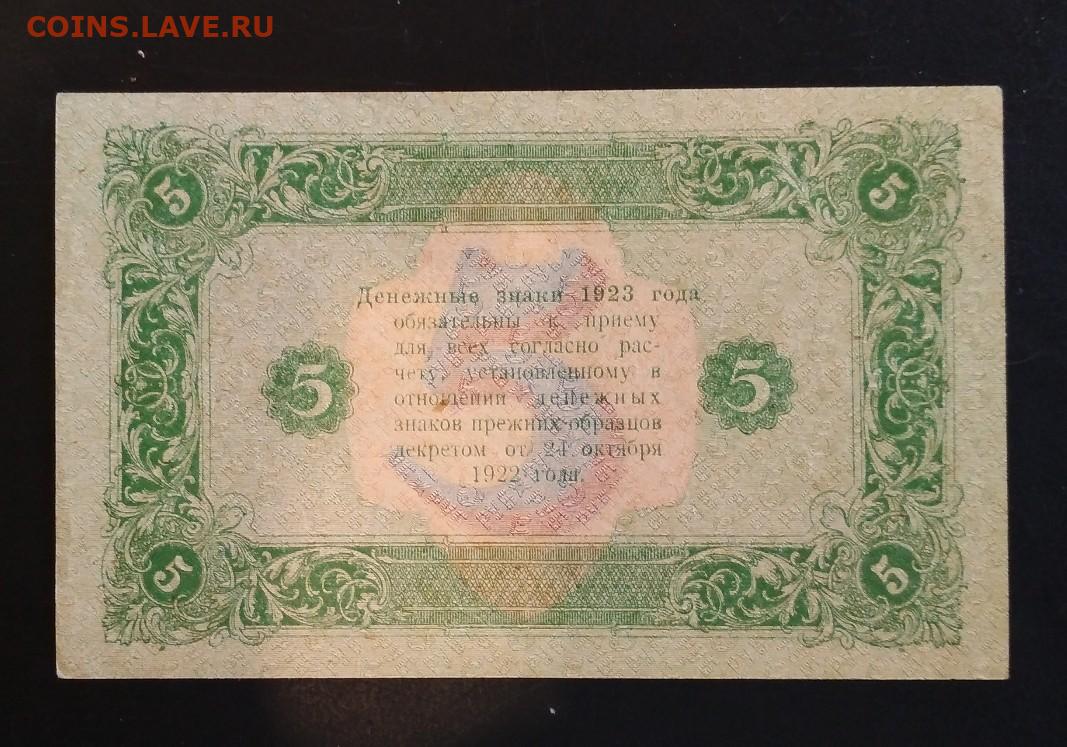 COINS.LAVE.RU
5 5
Денежные знаки 1923 года
обязательны к приему
для всех согласно рас-
чету, установленному в
5 5
отношении денежных
знаков прежних образцов
декретом от 24 октября
1922 года.
5
5 5